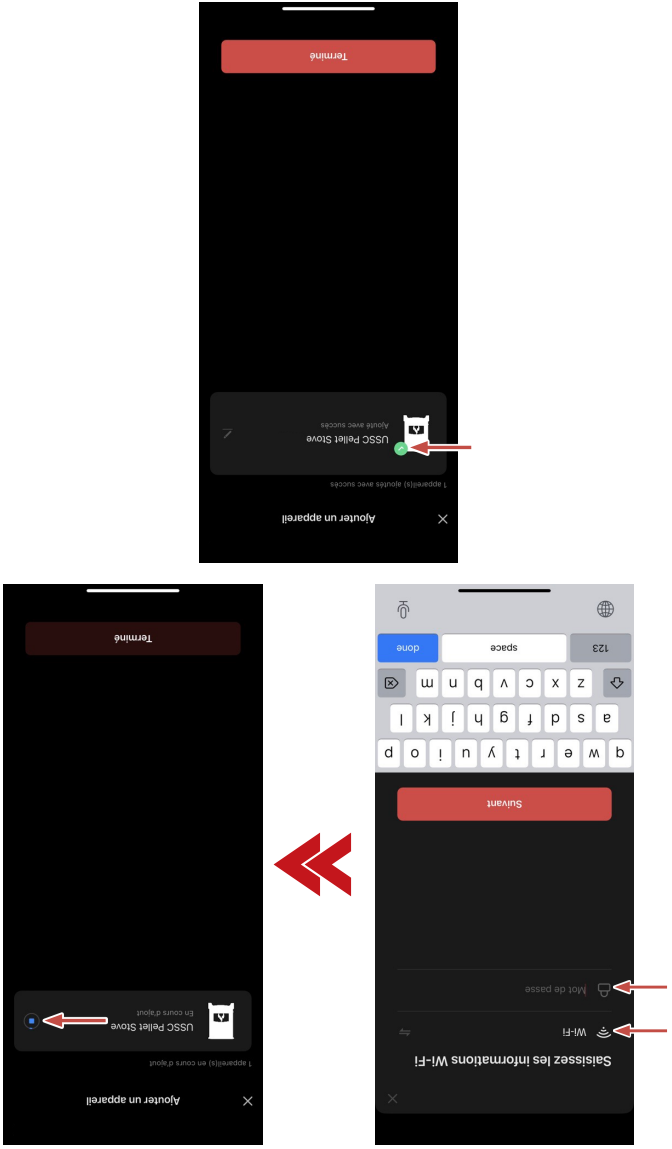 Saisissez les informations Wi-Fi
Wi-Fi
Mot de passe
Suivant
q w e r t y u i o p
a s d f g h j k l
z x c v b n m
123 space done
Ajouter un appareil
1 appareil(s) en cours d'ajout
USSC Pellet Stove
En cours d'ajout
Terminé
Ajouter un appareil
1 appareil(s) ajoutés avec succès
USSC Pellet Stove
Ajouté avec succès
Terminé